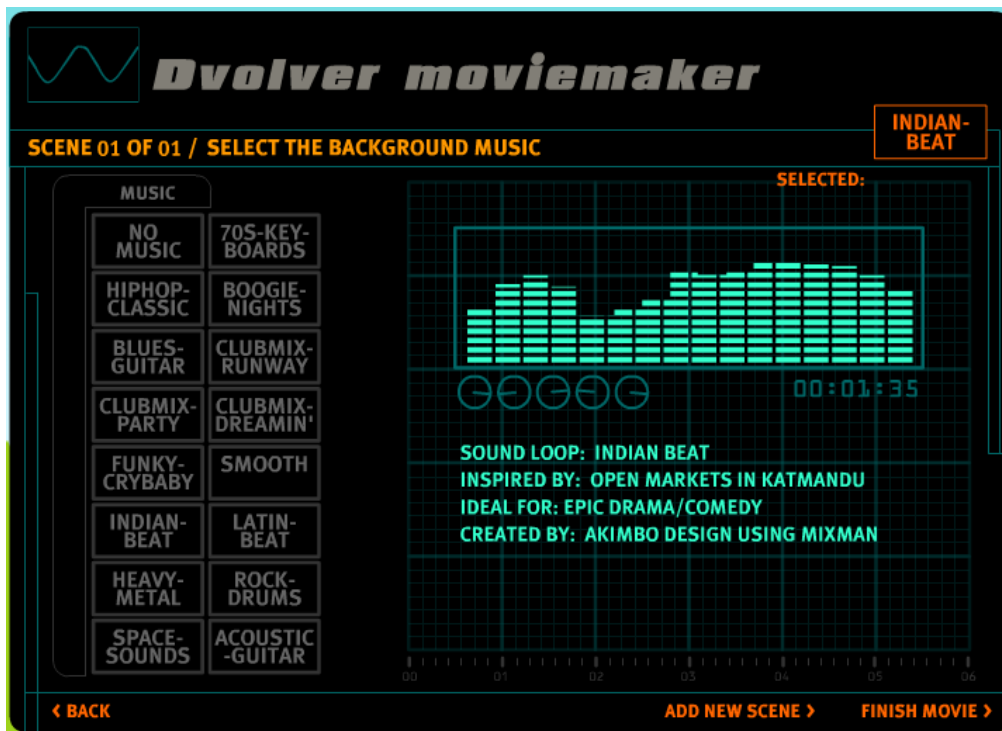 Dvolver moviemaker
INDIAN-
BEAT
SCENE 01 OF 01 / SELECT THE BACKGROUND MUSIC
SELECTED:
MUSIC
NO
MUSIC
70S-KEY-
BOARDS
HIPHOP-
CLASSIC
BOOGIE-
NIGHTS
BLUES-
GUITAR
CLUBMIX-
RUNWAY
CLUBMIX-
PARTY
CLUBMIX-
DREAMIN'
FUNKY-
CRYBABY
SMOOTH
INDIAN-
BEAT
LATIN-
BEAT
HEAVY-
METAL
ROCK-
DRUMS
SPACE-
SOUNDS
ACOUSTIC
-GUITAR
00:01:35
SOUND LOOP: INDIAN BEAT
INSPIRED BY: OPEN MARKETS IN KATMANDU
IDEAL FOR: EPIC DRAMA/COMEDY
CREATED BY: AKIMBO DESIGN USING MIXMAN
00 01 02 03 04 05 06
< BACK
ADD NEW SCENE >
FINISH MOVIE >